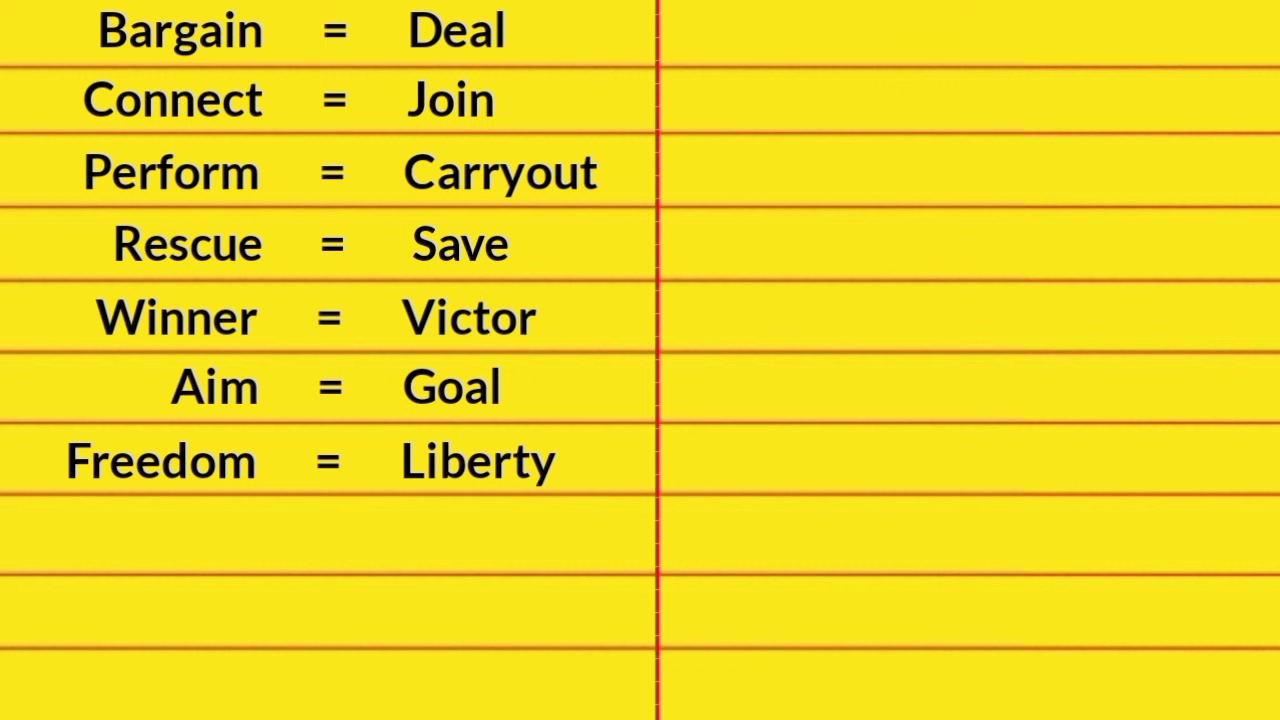 Bargain = Deal
Connect = Join
Perform = Carryout
Rescue = Save
Winner = Victor
Aim = Goal
Freedom = Liberty